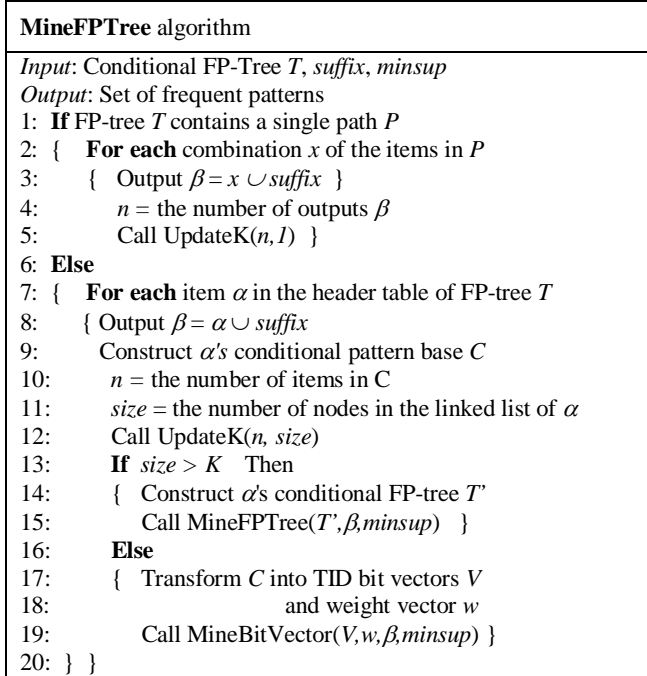 MineFPTree algorithm
Input: Conditional FP-Tree T, suffix, minsup
Output: Set of frequent patterns
1: If FP-tree T contains a single path P
2: { For each combination x of the items in P
3: { Output β = x ∪ suffix }
4: n = the number of outputs β
5: Call UpdateK(n,1) }
6: Else
7: { For each item α in the header table of FP-tree T
8: { Output β = α ∪ suffix
9: Construct α's conditional pattern base C
10: n = the number of items in C
11: size = the number of nodes in the linked list of α
12: Call UpdateK(n, size)
13: If size > K Then
14: { Construct α's conditional FP-tree T’
15: Call MineFPTree(T’,β,minsup) }
16: Else
17: { Transform C into TID bit vectors V
18: and weight vector w
19: Call MineBitVector(V,w,β,minsup) }
20: } }